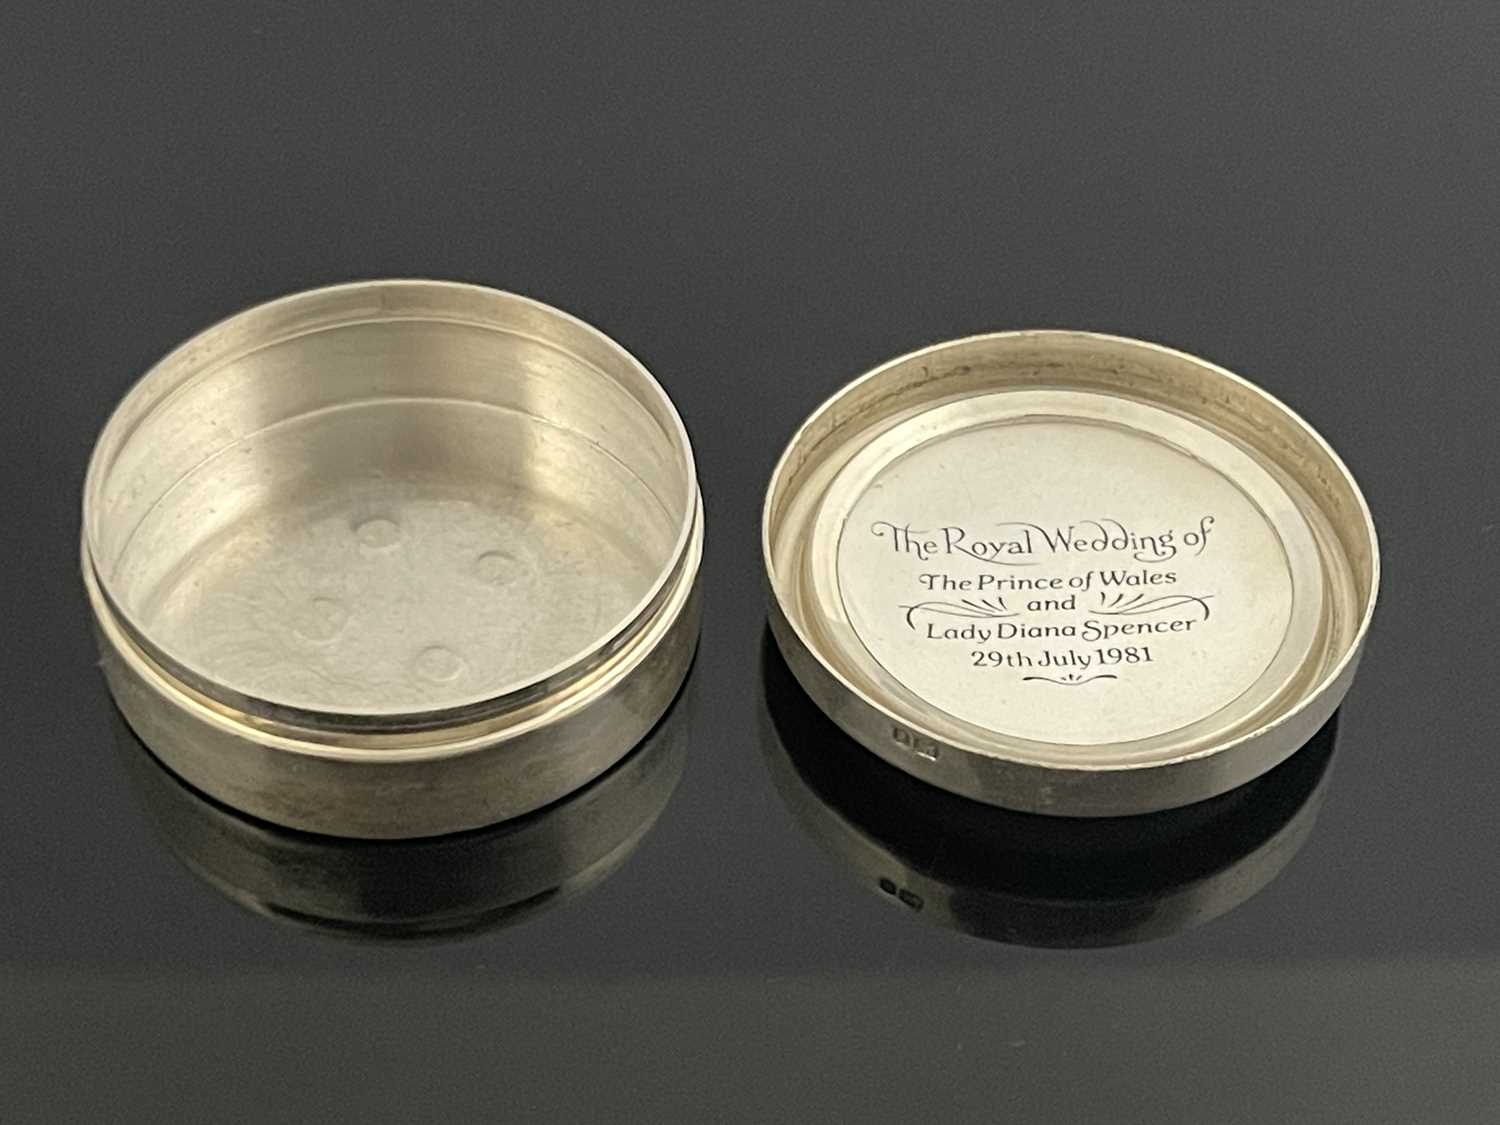 The Royal Wedding of
The Prince of Wales
and
Lady Diana Spencer
29th July 1981